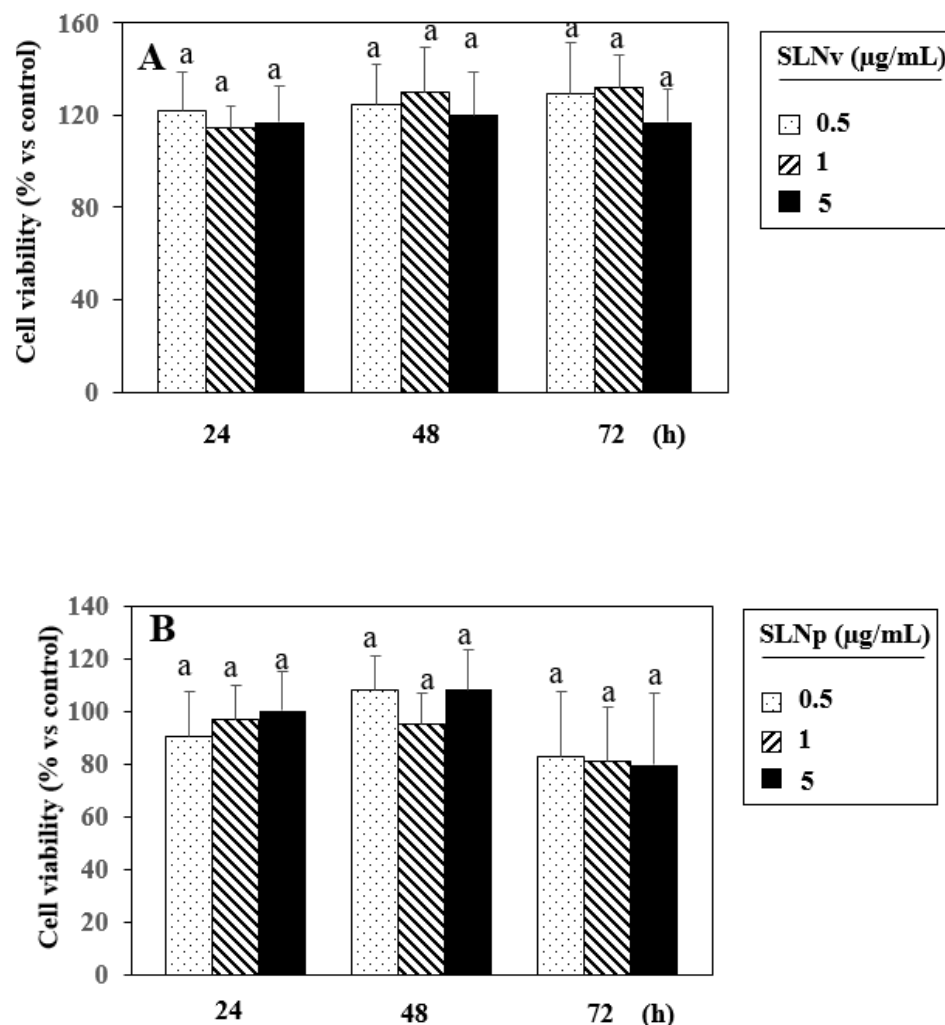 A
Cell viability (% vs control)
160
120
80
40
0
a a a a a a a a a
24 48 72 (h)
SLNv (µg/mL)
0.5
1
5
B
Cell viability (% vs control)
140
120
100
80
60
40
20
0
a a a a a a a a a
24 48 72 (h)
SLNp (µg/mL)
0.5
1
5